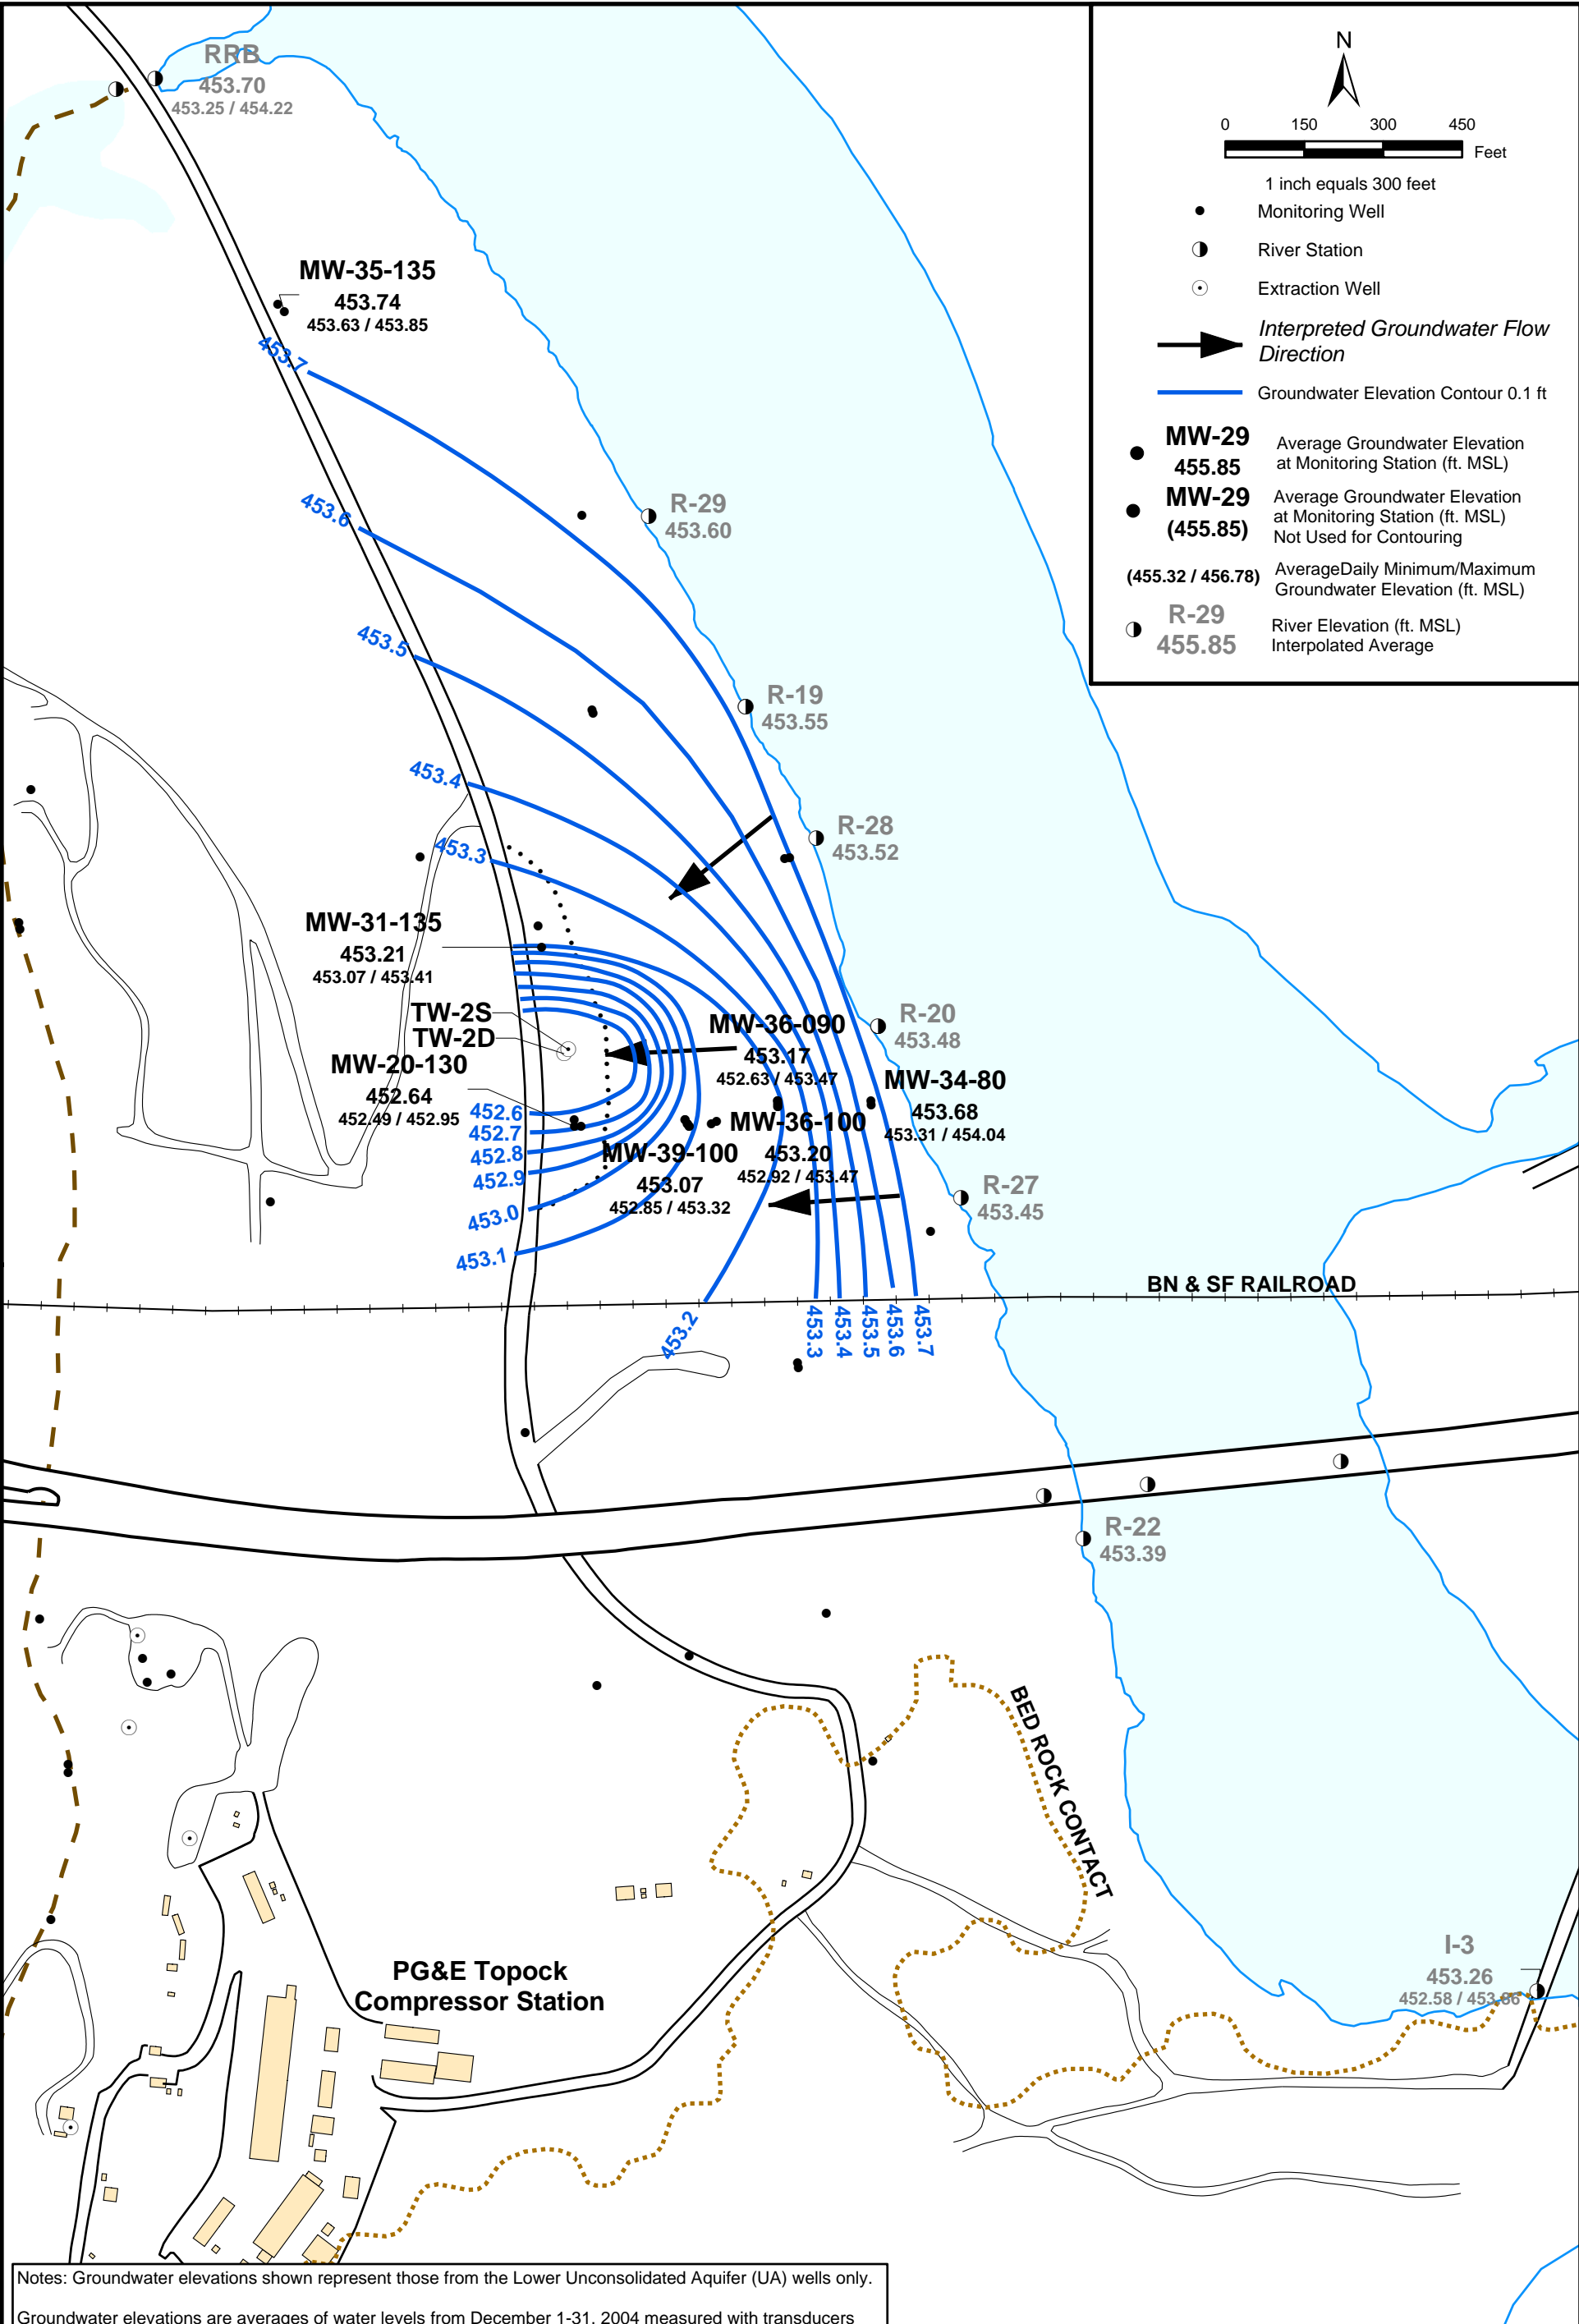 RRB
453.70
453.25 / 454.22
N
0 150 300 450
Feet
1 inch equals 300 feet
Monitoring Well
River Station
Extraction Well
Interpreted Groundwater Flow
Direction
Groundwater Elevation Contour 0.1 ft
MW-29
455.85
Average Groundwater Elevation
at Monitoring Station (ft. MSL)
MW-29
(455.85)
Average Groundwater Elevation
at Monitoring Station (ft. MSL)
Not Used for Contouring
(455.32 / 456.78)
AverageDaily Minimum/Maximum
Groundwater Elevation (ft. MSL)
R-29
455.85
River Elevation (ft. MSL)
Interpolated Average
MW-35-135
453.74
453.63 / 453.85
453.7
453.6
R-29
453.60
453.5
R-19
453.55
453.4
R-28
453.52
453.3
MW-31-135
453.21
453.07 / 453.41
TW-2S
TW-2D
MW-20-130
452.64
452.49 / 452.95
MW-36-090
453.17
452.63 / 453.47
R-20
453.48
MW-34-80
453.68
453.31 / 454.04
452.6
452.7
452.8
452.9
453.0
453.1
MW-36-100
453.20
452.92 / 453.47
MW-39-100
453.07
452.85 / 453.32
R-27
453.45
BN & SF RAILROAD
453.2
453.3
453.4
453.5
453.6
453.7
R-22
453.39
BED ROCK CONTACT
I-3
453.26
452.58 / 453.86
PG&E Topock
Compressor Station
Notes: Groundwater elevations shown represent those from the Lower Unconsolidated Aquifer (UA) wells only.
Groundwater elevations are averages of water levels from December 1-31, 2004 measured with transducers